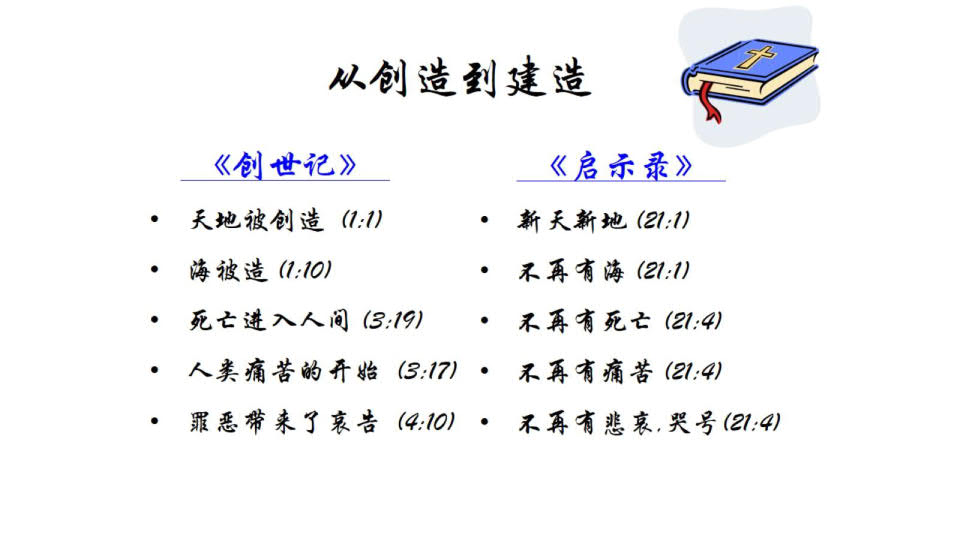 从创造到建造
《创世记》
• 天地被创造 (1:1)
• 海被造 (1:10)
• 死亡进入人间 (3:19)
• 人类痛苦的开始 (3:17)
• 罪恶带来了哀告 (4:10)
《启示录》
• 新天新地 (21:1)
• 不再有海 (21:1)
• 不再有死亡 (21:4)
• 不再有痛苦 (21:4)
• 不再有悲哀.哭号(21:4)